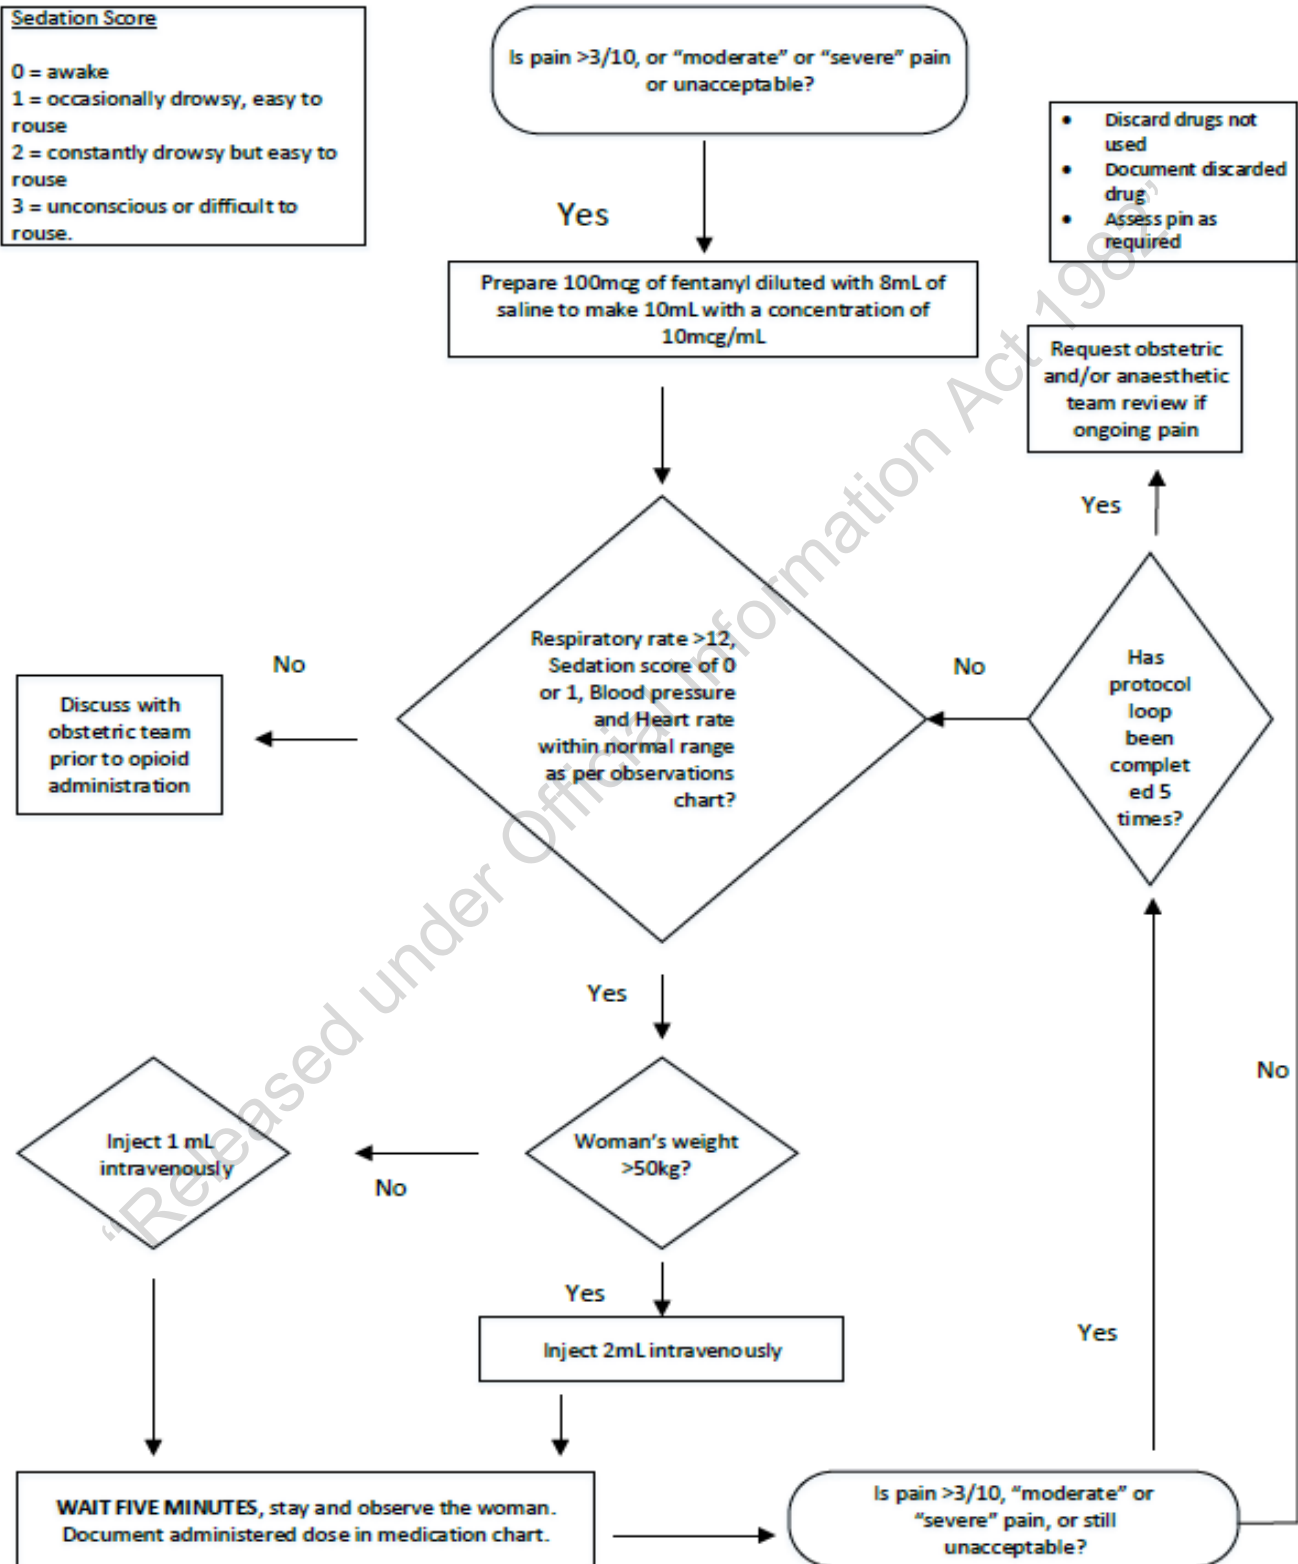 Sedation Score
0 = awake
1 = occasionally drowsy, easy to
rouse
2 = constantly drowsy but easy to
rouse
3 = unconscious or difficult to
rouse.
Is pain >3/10, or “moderate” or “severe” pain
or unacceptable?
• Discard drugs not
used
• Document discarded
drug
• Assess pin as
required
Yes
Prepare 100mcg of fentanyl diluted with 8mL of
saline to make 10mL with a concentration of
10mcg/mL
Request obstetric
and/or anaesthetic
team review if
ongoing pain
Yes
Respiratory rate >12,
Sedation score of 0
or 1, Blood pressure
and Heart rate
within normal range
as per observations
chart?
No
Has
protocol
loop
been
complet
ed 5
times?
No
Discuss with
obstetric team
prior to opioid
administration
Yes
Woman's weight
>50kg?
No
Inject 1 mL
intravenously
Yes
Inject 2mL intravenously
Yes
No
WAIT FIVE MINUTES, stay and observe the woman.
Document administered dose in medication chart.
Is pain >3/10, “moderate” or
“severe” pain, or still
unacceptable?
“Released under Official Information Act 1982”